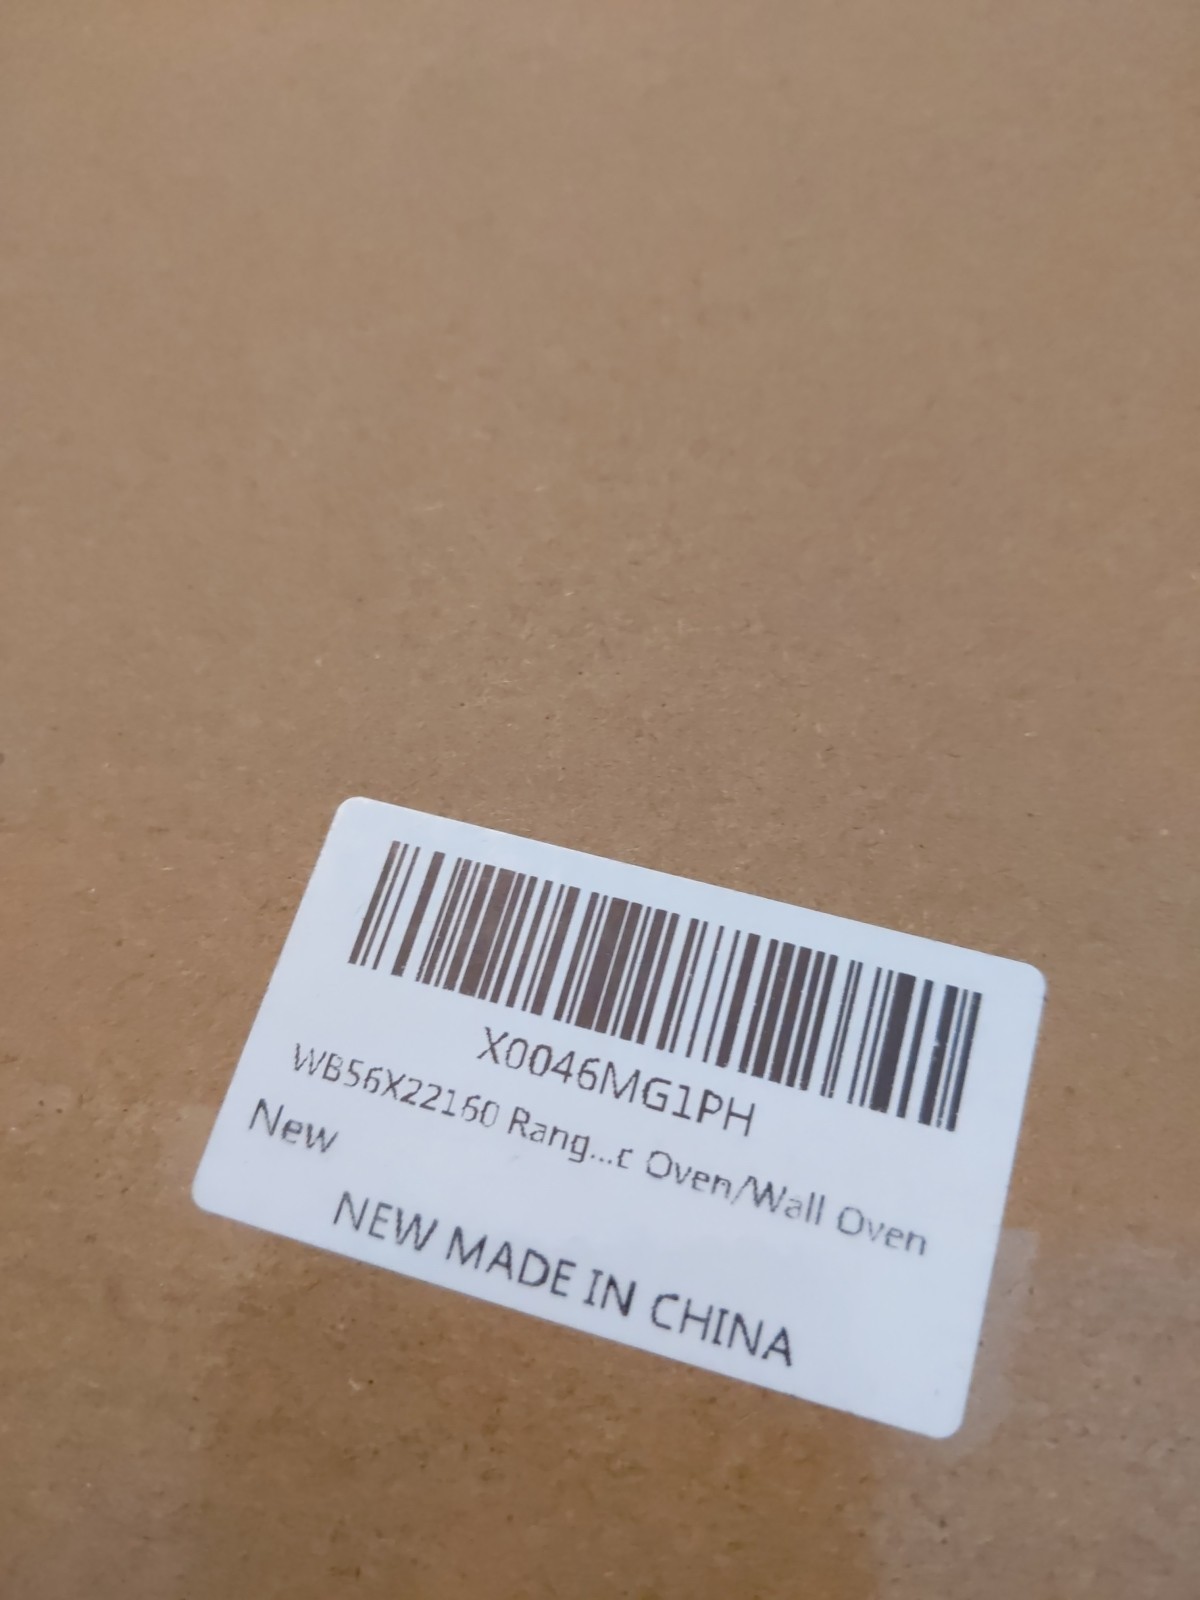 X0046MG1PH
WB56X22160 Rang...c Oven/Wall Oven
New
NEW MADE IN CHINA